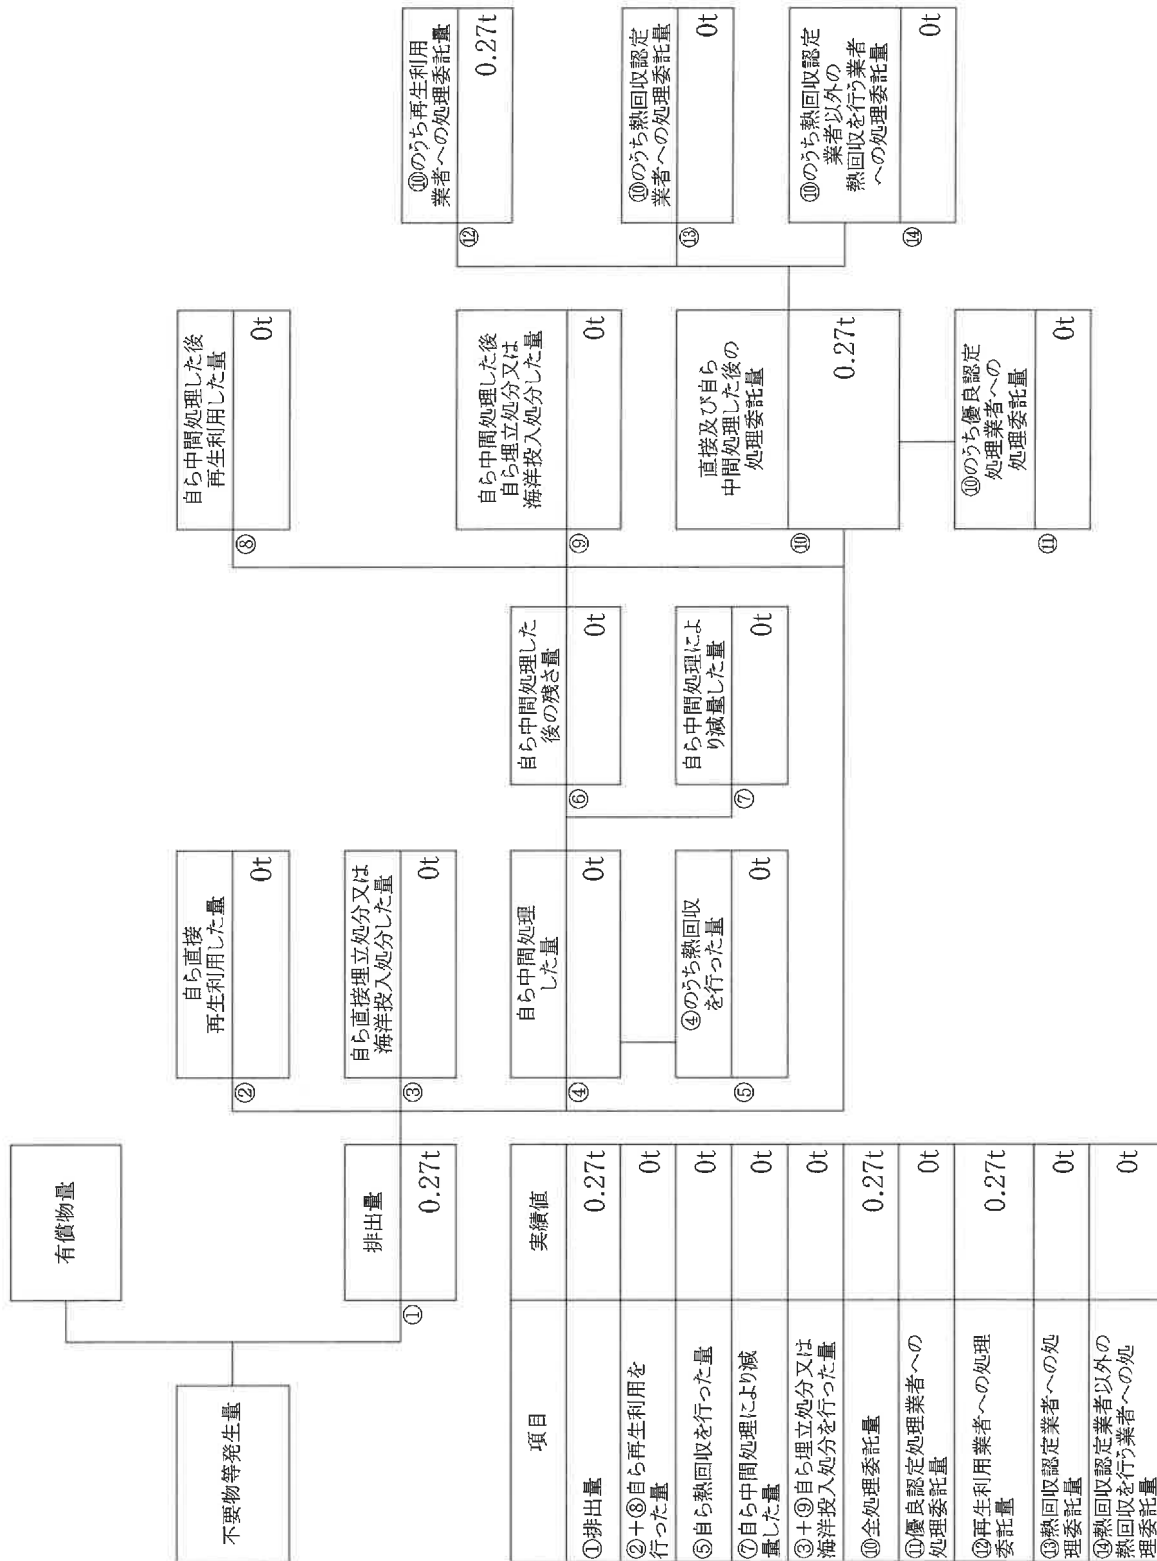 有償物量
不要物等発生量
排出量
①
0.27t
自ら直接
再生利用した量
②
0t
自ら直接埋立処分又は
海洋投入処分した量
③
0t
自ら中間処理
した量
④
0t
④のうち熱回収
を行った量
⑤
0t
自ら中間処理した
後の残さ量
⑥
0t
自ら中間処理によ
り減量した量
⑦
0t
自ら中間処理した後
再生利用した量
⑧
0t
自ら中間処理した後
自ら埋立処分又は
海洋投入処分した量
⑨
0t
直接及び自ら
中間処理した後の
処理委託量
⑩
0.27t
⑩のうち優良認定
処理業者への
処理委託量
⑪
0t
⑩のうち再生利用
業者への処理委託量
⑫
0.27t
⑩のうち熱回収認定
業者への処理委託量
⑬
0t
⑩のうち熱回収認定
業者以外の
熱回収を行う業者
への処理委託量
⑭
0t
項目 実績値
①排出量 0.27t
②+⑧自ら再生利用を
行った量 0t
⑤自ら熱回収を行った量 0t
⑦自ら中間処理により減
量した量 0t
③+⑨自ら埋立処分又は
海洋投入処分を行った量 0t
⑩全処理委託量 0.27t
⑪優良認定処理業者への
処理委託量 0t
⑫再生利用業者への処理
委託量 0.27t
⑬熱回収認定業者への処
理委託量 0t
⑭熱回収認定業者以外の
熱回収を行う業者への処
理委託量 0t